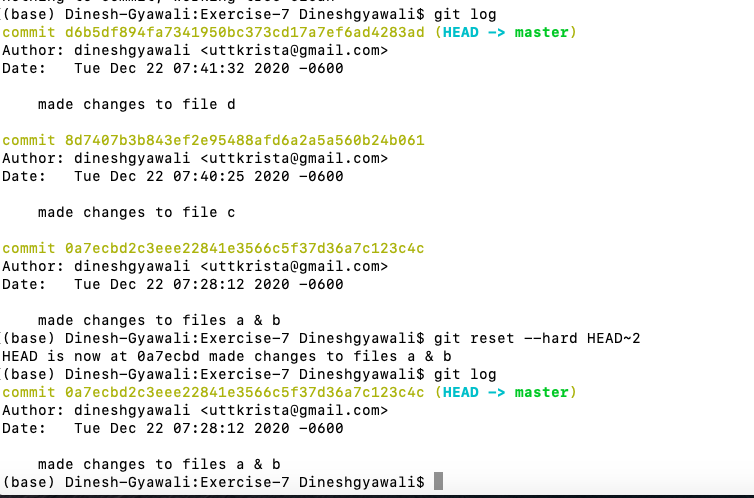 ((base) Dinesh-Gyawali:Exercise-7 Dineshgyawali$ git log
commit d6b5df894fa7341950bc373cd17a7ef6ad4283ad (HEAD -> master)
Author: dineshgyawali <uttkrista@gmail.com>
Date:   Tue Dec 22 07:41:32 2020 -0600
    made changes to file d
commit 8d7407b3b843ef2e95488afd6a2a5a560b24b061
Author: dineshgyawali <uttkrista@gmail.com>
Date:   Tue Dec 22 07:40:25 2020 -0600
    made changes to file c
commit 0a7ecbd2c3eee22841e3566c5f37d36a7c123c4c
Author: dineshgyawali <uttkrista@gmail.com>
Date:   Tue Dec 22 07:28:12 2020 -0600
    made changes to files a & b
((base) Dinesh-Gyawali:Exercise-7 Dineshgyawali$ git reset --hard HEAD~2
HEAD is now at 0a7ecbd made changes to files a & b
((base) Dinesh-Gyawali:Exercise-7 Dineshgyawali$ git log
commit 0a7ecbd2c3eee22841e3566c5f37d36a7c123c4c (HEAD -> master)
Author: dineshgyawali <uttkrista@gmail.com>
Date:   Tue Dec 22 07:28:12 2020 -0600
    made changes to files a & b
(base) Dinesh-Gyawali:Exercise-7 Dineshgyawali$